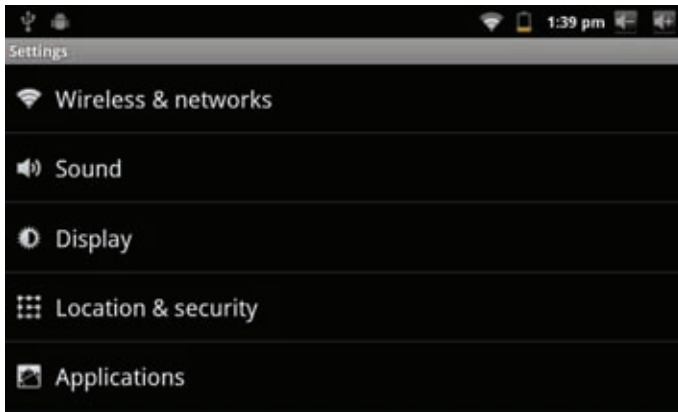 1:39 pm
Settings
Wireless & networks
Sound
Display
Location & security
Applications